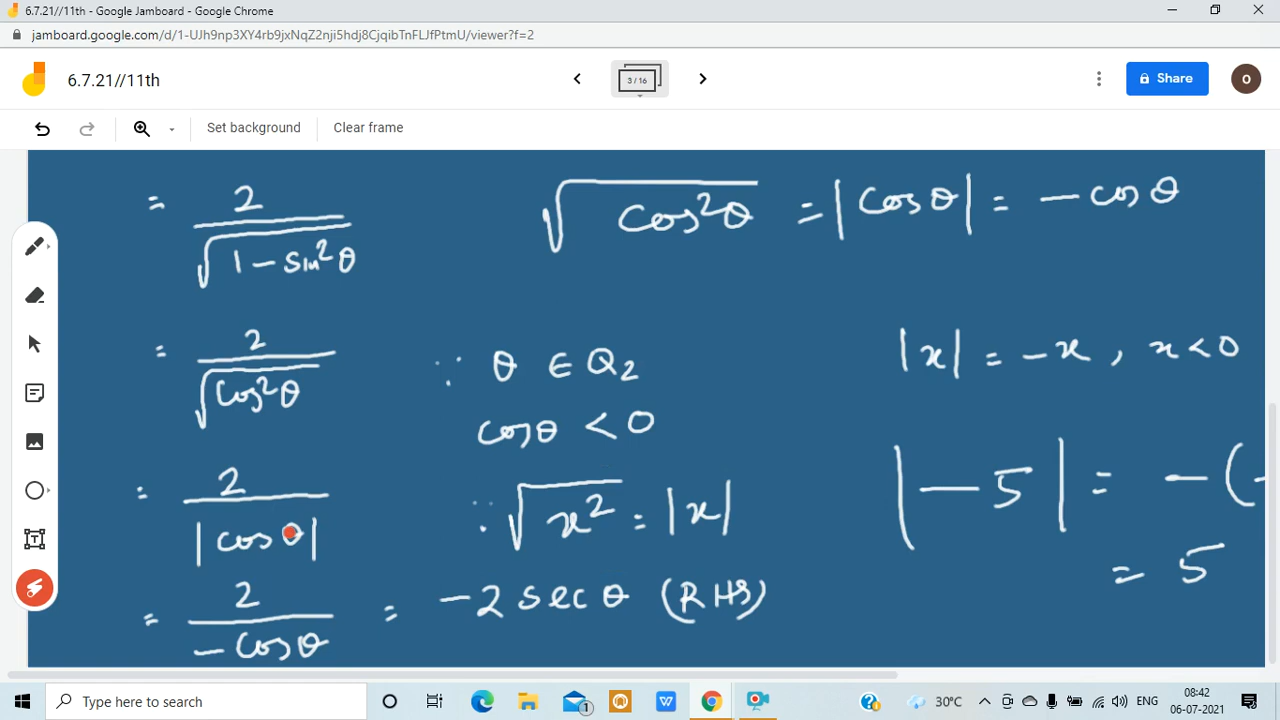 6.7.21//11th - Google Jamboard - Google Chrome
jamboard.google.com/d/1-UJh9np3XY4rb9jxNqZ2nji5hdj8CjqibTnFLJfPtmU/viewer?f=2
6.7.21//11th
3 / 16
Share
O
Set background
Clear frame
= 2 / √(1 - sin²θ)
√(cos²θ) = |cosθ| = - cosθ
= 2 / √(cos²θ)
∵ θ ∈ Q₂
cosθ < 0
|x| = -x, x < 0
= 2 / |cosθ|
∵ √(x²) = |x|
|-5| = -(-
= 5
= 2 / -cosθ = -2 secθ (RHS)
Type here to search
1
30°C
ENG
08:42
06-07-2021